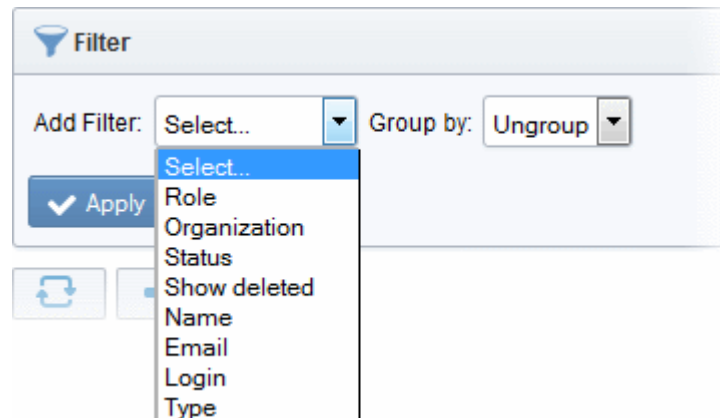 Filter
Add Filter: Select... Group by: Ungroup
Select...
Apply Role
Organization
Status
Show deleted
Name
Email
Login
Type